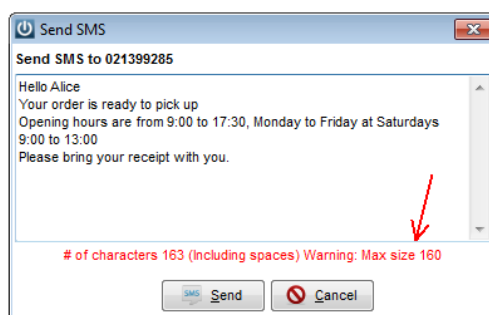 Send SMS
Send SMS to 021399285
Hello Alice
Your order is ready to pick up
Opening hours are from 9:00 to 17:30, Monday to Friday at Saturdays
9:00 to 13:00
Please bring your receipt with you.
# of characters 163 (Including spaces) Warning: Max size 160
SMS Send Cancel